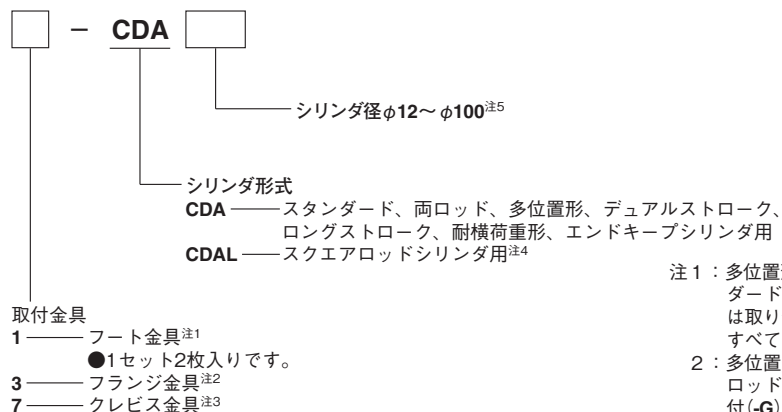 − CDA
シリンダ径φ12～φ100注5
シリンダ形式
CDA ── スタンダード、両ロッド、多位置形、デュアルストローク、
ロングストローク、耐横荷重形、エンドキープシリンダ用
CDAL ── スクエアロッドシリンダ用注4
取付金具
1 ── フート金具注1
●1セット2枚入りです。
3 ── フランジ金具注2
7 ── クレビス金具注3
注1：多位置
ダード
は取り
すべて
2：多位置
ロッド
付(-G)